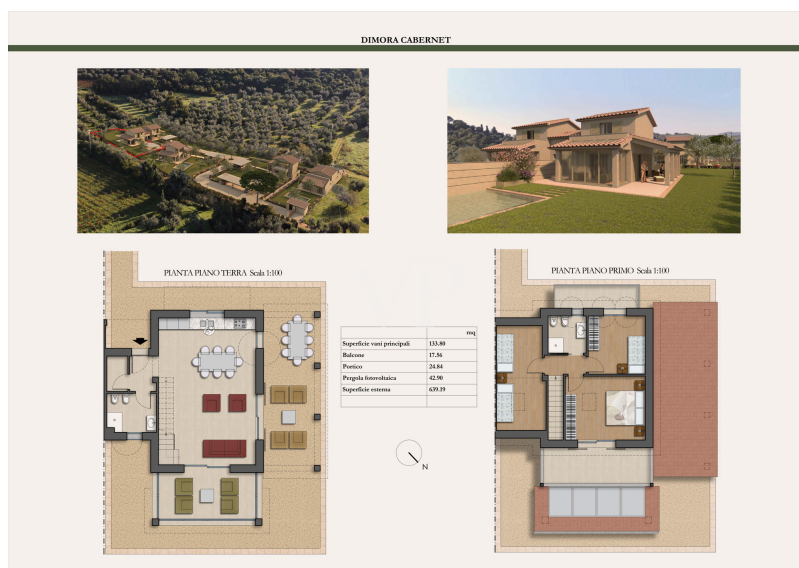 DIMORA CABERNET
PIANTA PIANO TERRA Scala 1:100
PIANTA PIANO PRIMO Scala 1:100
mq
Superficie vani principali 133.80
Balcone 17.56
Portico 24.84
Pergola fotovoltaica 42.90
Superficie esterna 639.19
N